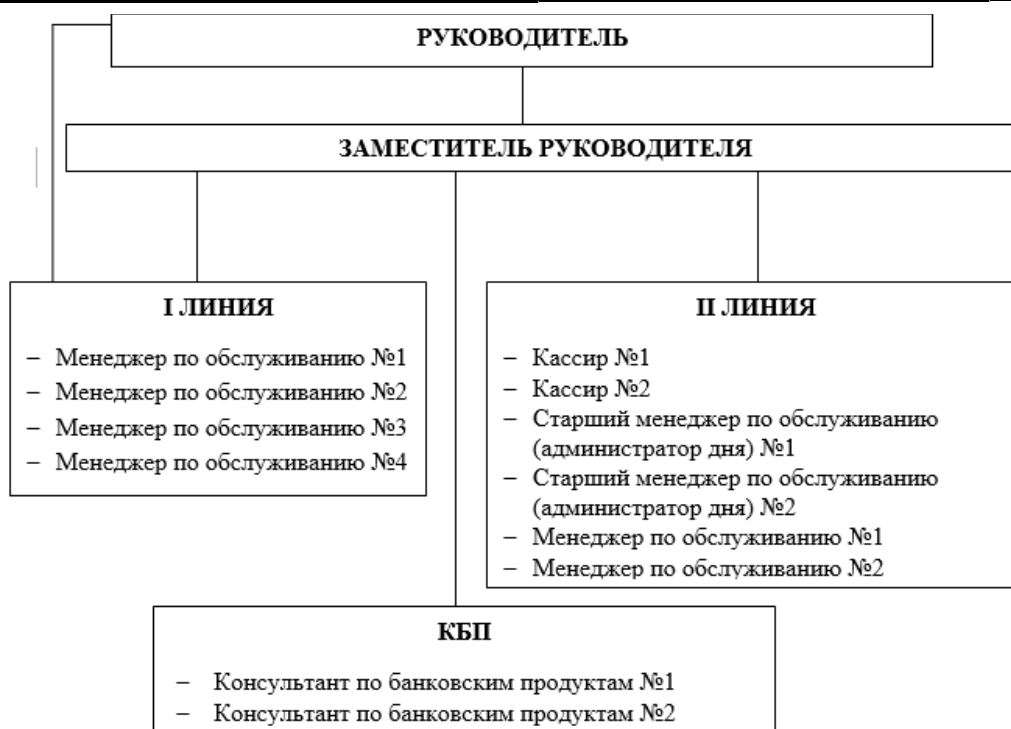 РУКОВОДИТЕЛЬ
ЗАМЕСТИТЕЛЬ РУКОВОДИТЕЛЯ
I ЛИНИЯ
– Менеджер по обслуживанию №1
– Менеджер по обслуживанию №2
– Менеджер по обслуживанию №3
– Менеджер по обслуживанию №4
II ЛИНИЯ
– Кассир №1
– Кассир №2
– Старший менеджер по обслуживанию
(администратор дня) №1
– Старший менеджер по обслуживанию
(администратор дня) №2
– Менеджер по обслуживанию №1
– Менеджер по обслуживанию №2
КБП
– Консультант по банковским продуктам №1
– Консультант по банковским продуктам №2